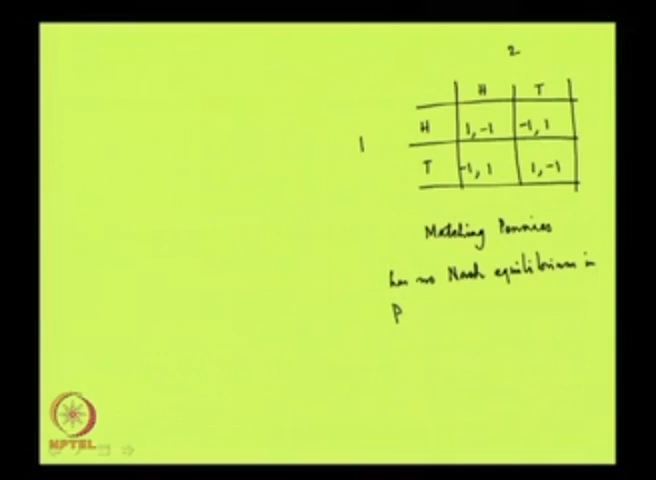 2
H T
1 H 1, -1 -1, 1
T -1, 1 1, -1
Matching Pennies
has no Nash equilibrium in
P
NPTEL